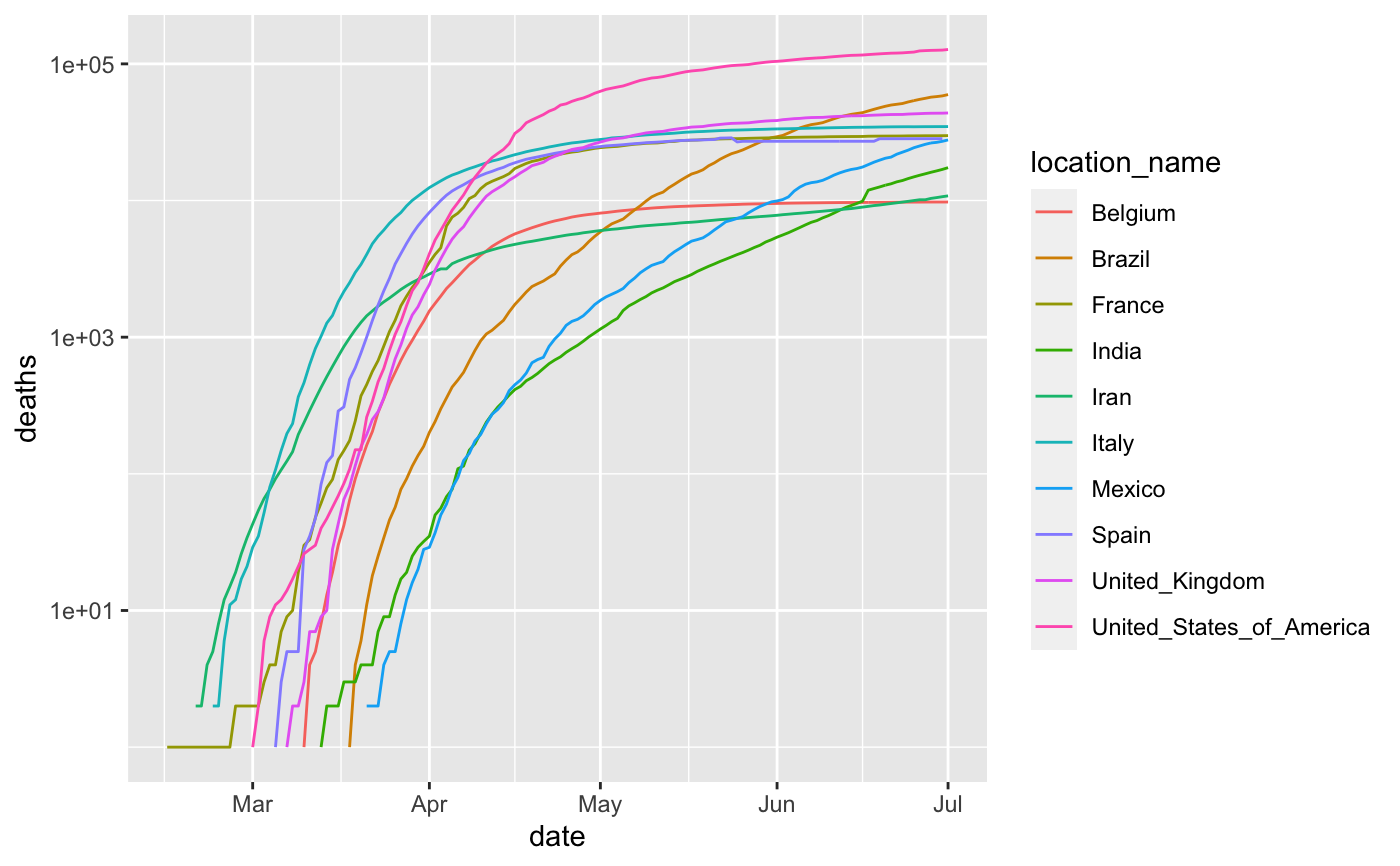 1e+05
1e+03
1e+01
deaths
Mar
Apr
May
Jun
Jul
date
location_name
Belgium
Brazil
France
India
Iran
Italy
Mexico
Spain
United_Kingdom
United_States_of_America